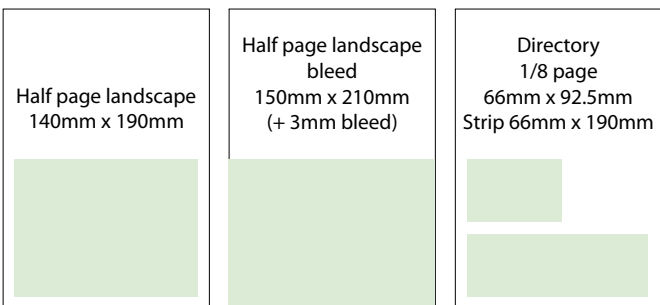 Half page landscape
140mm x 190mm
Half page landscape
bleed
150mm x 210mm
(+ 3mm bleed)
Directory
1/8 page
66mm x 92.5mm
Strip 66mm x 190mm